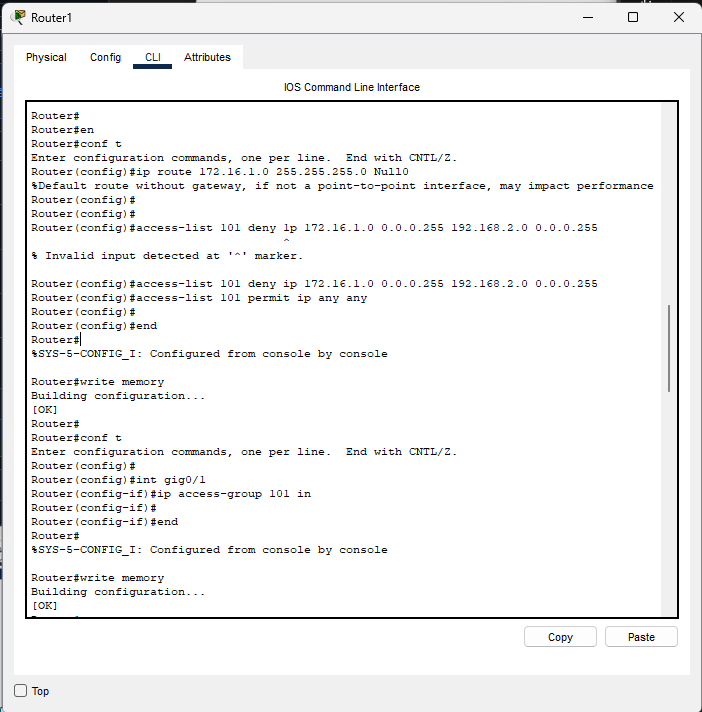 Router1
Physical Config CLI Attributes
IOS Command Line Interface
Router#
Router#en
Router#conf t
Enter configuration commands, one per line.  End with CNTL/Z.
Router(config)#ip route 172.16.1.0 255.255.255.0 Null0
%Default route without gateway, if not a point-to-point interface, may impact performance
Router(config)#
Router(config)#
Router(config)#access-list 101 deny 1p 172.16.1.0 0.0.0.255 192.168.2.0 0.0.0.255
^
% Invalid input detected at '^' marker.
Router(config)#access-list 101 deny ip 172.16.1.0 0.0.0.255 192.168.2.0 0.0.0.255
Router(config)#access-list 101 permit ip any any
Router(config)#
Router(config)#end
Router#
%SYS-5-CONFIG_I: Configured from console by console
Router#write memory
Building configuration...
[OK]
Router#
Router#conf t
Enter configuration commands, one per line.  End with CNTL/Z.
Router(config)#
Router(config)#int gig0/1
Router(config-if)#ip access-group 101 in
Router(config-if)#
Router(config-if)#end
Router#
%SYS-5-CONFIG_I: Configured from console by console
Router#write memory
Building configuration...
[OK]
Copy Paste
Top